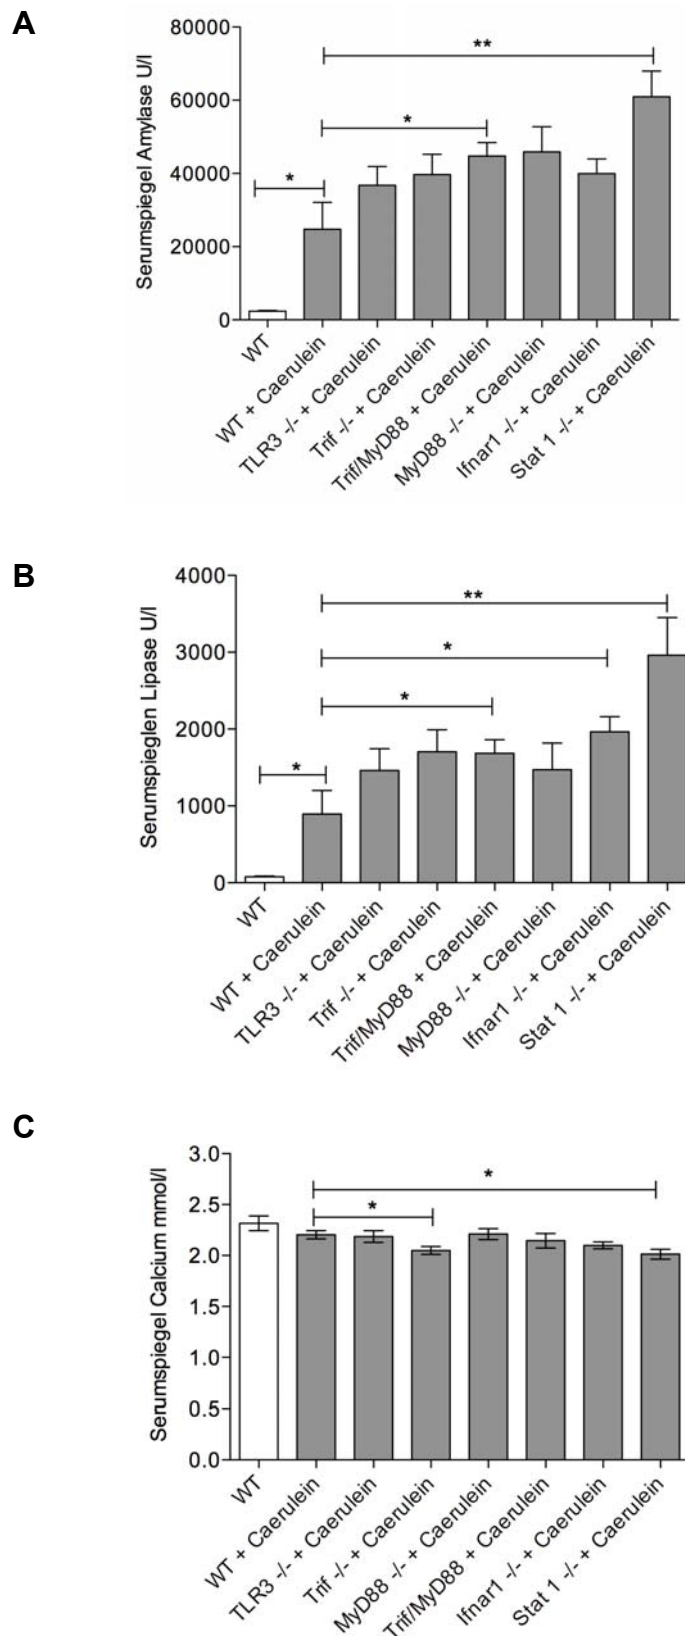 A
Serumspiegel Amylase U/l
80000
60000
40000
20000
0
**
*
*
WT
WT + Caerulein
TLR3 -/- + Caerulein
Trif -/- + Caerulein
Trif/MyD88 + Caerulein
MyD88 -/- + Caerulein
Ifnar1 -/- + Caerulein
Stat 1 -/- + Caerulein
B
Serumspieglen Lipase U/l
4000
3000
2000
1000
0
**
*
*
*
WT
WT + Caerulein
TLR3 -/- + Caerulein
Trif -/- + Caerulein
Trif/MyD88 + Caerulein
MyD88 -/- + Caerulein
Ifnar1 -/- + Caerulein
Stat 1 -/- + Caerulein
C
Serumspiegel Calcium mmol/l
3.0
2.5
2.0
1.5
1.0
0.5
0.0
*
*
WT
WT + Caerulein
TLR3 -/- + Caerulein
Trif -/- + Caerulein
MyD88 -/- + Caerulein
Trif/MyD88 + Caerulein
Ifnar1 -/- + Caerulein
Stat 1 -/- + Caerulein